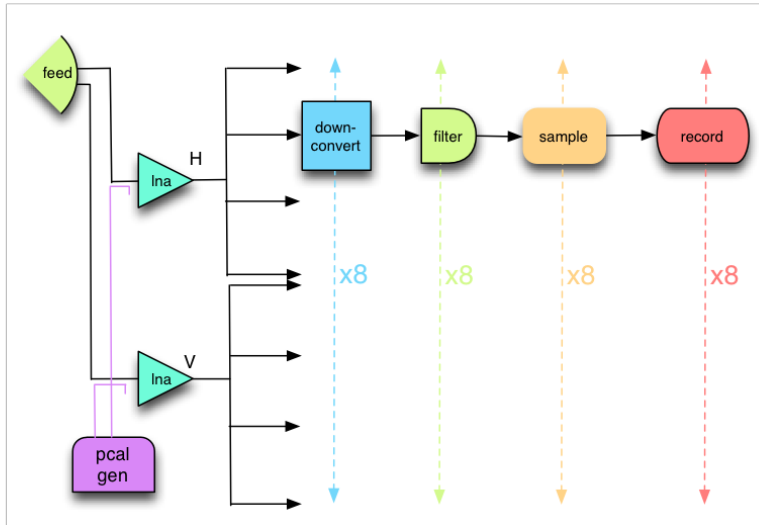 feed
H
lna
down-
convert
filter
sample
record
x8
x8
x8
x8
V
lna
pcal
gen